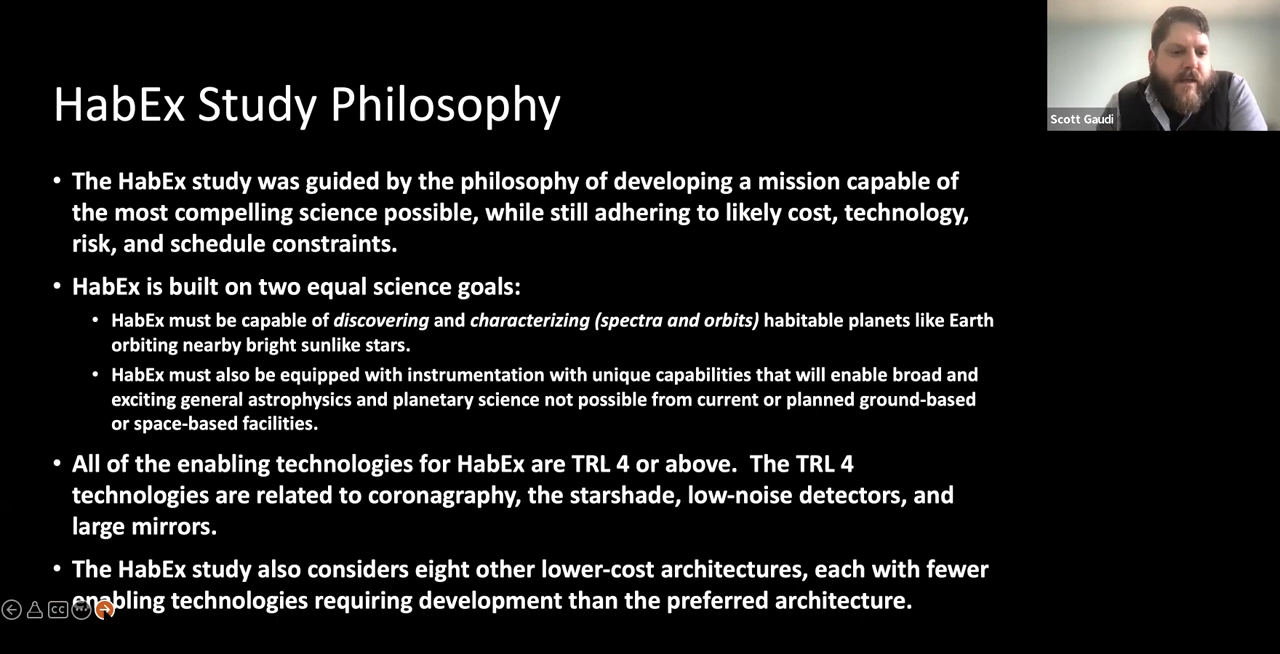 Scott Gaudi
HabEx Study Philosophy
• The HabEx study was guided by the philosophy of developing a mission capable of
the most compelling science possible, while still adhering to likely cost, technology,
risk, and schedule constraints.
• HabEx is built on two equal science goals:
• HabEx must be capable of discovering and characterizing (spectra and orbits) habitable planets like Earth
orbiting nearby bright sunlike stars.
• HabEx must also be equipped with instrumentation with unique capabilities that will enable broad and
exciting general astrophysics and planetary science not possible from current or planned ground-based
or space-based facilities.
• All of the enabling technologies for HabEx are TRL 4 or above.  The TRL 4
technologies are related to coronagraphy, the starshade, low-noise detectors, and
large mirrors.
• The HabEx study also considers eight other lower-cost architectures, each with fewer
enabling technologies requiring development than the preferred architecture.
CC